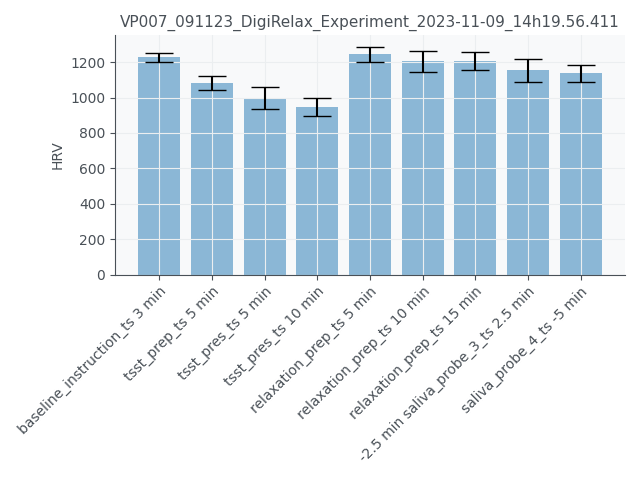 VP007_091123_DigiRelax_Experiment_2023-11-09_14h19.56.411
HRV
1200
1000
800
600
400
200
0
baseline_instruction_ts 3 min
tsst_prep_ts 5 min
tsst_pres_ts 5 min
tsst_pres_ts 10 min
relaxation_prep_ts 5 min
relaxation_prep_ts 10 min
relaxation_prep_ts 15 min
-2.5 min saliva_probe_3_ts 2.5 min
saliva_probe_4_ts -5 min